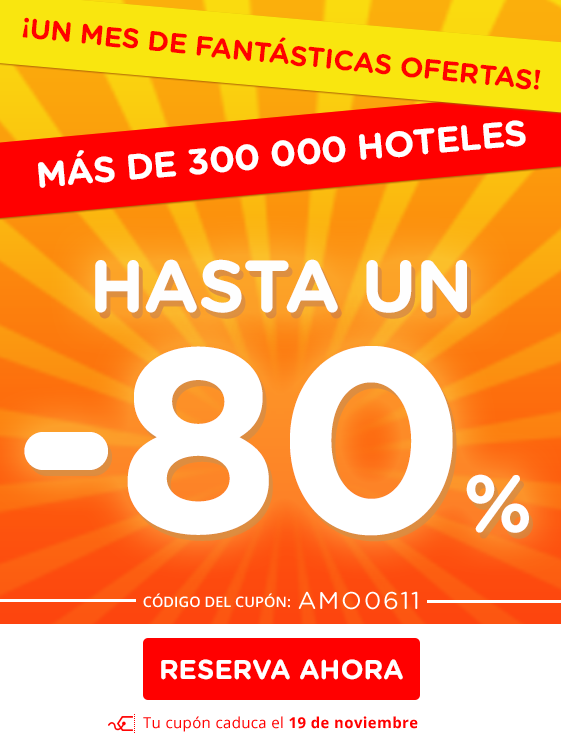 ¡UN MES DE FANTÁSTICAS OFERTAS!
MÁS DE 300 000 HOTELES
HASTA UN
-80%
CÓDIGO DEL CUPÓN: AMO0611
RESERVA AHORA
Tu cupón caduca el 19 de noviembre